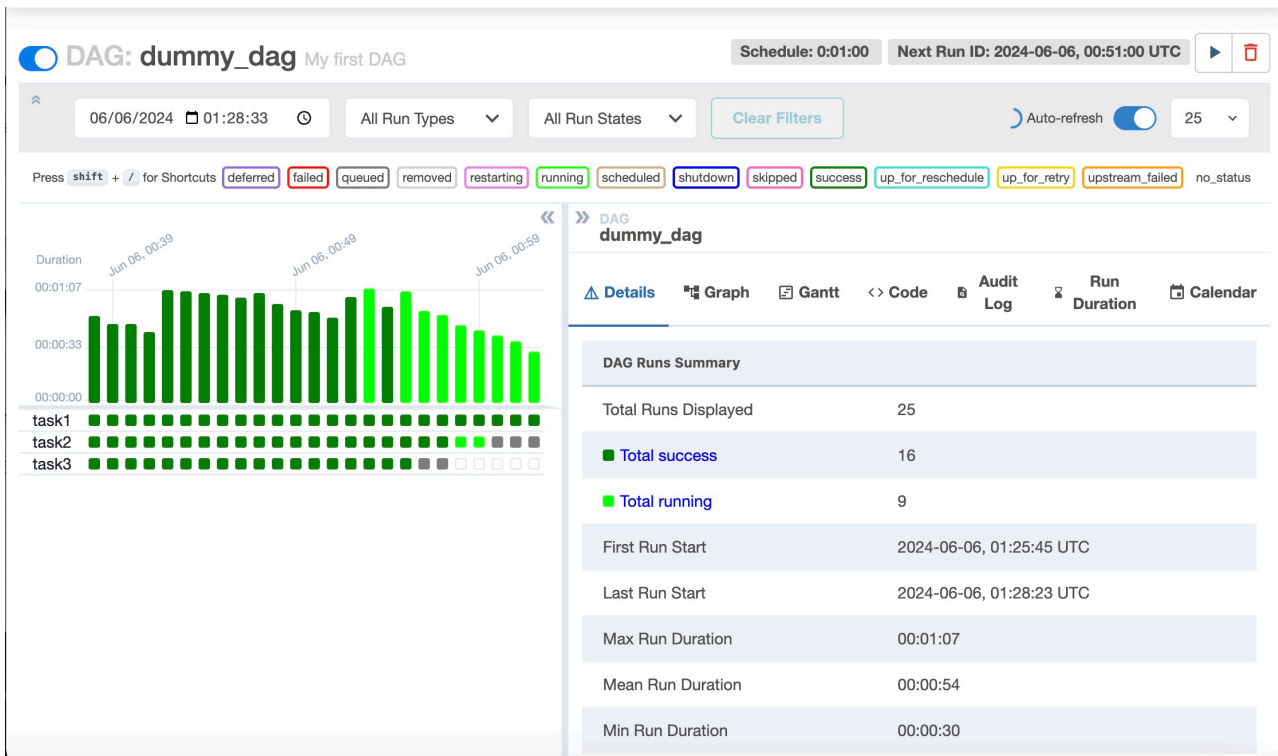 DAG: dummy_dag My first DAG
Schedule: 0:01:00 Next Run ID: 2024-06-06, 00:51:00 UTC
06/06/2024 01:28:33 All Run Types All Run States Clear Filters Auto-refresh 25
Press shift + / for Shortcuts deferred failed queued removed restarting running scheduled shutdown skipped success up_for_reschedule up_for_retry upstream_failed no_status
Duration
Jun 06, 00:39
Jun 06, 00:49
Jun 06, 00:59
00:01:07
00:00:33
00:00:00
task1
task2
task3
DAG
dummy_dag
Details Graph Gantt Code Audit Log Run Duration Calendar
DAG Runs Summary
Total Runs Displayed 25
Total success 16
Total running 9
First Run Start 2024-06-06, 01:25:45 UTC
Last Run Start 2024-06-06, 01:28:23 UTC
Max Run Duration 00:01:07
Mean Run Duration 00:00:54
Min Run Duration 00:00:30